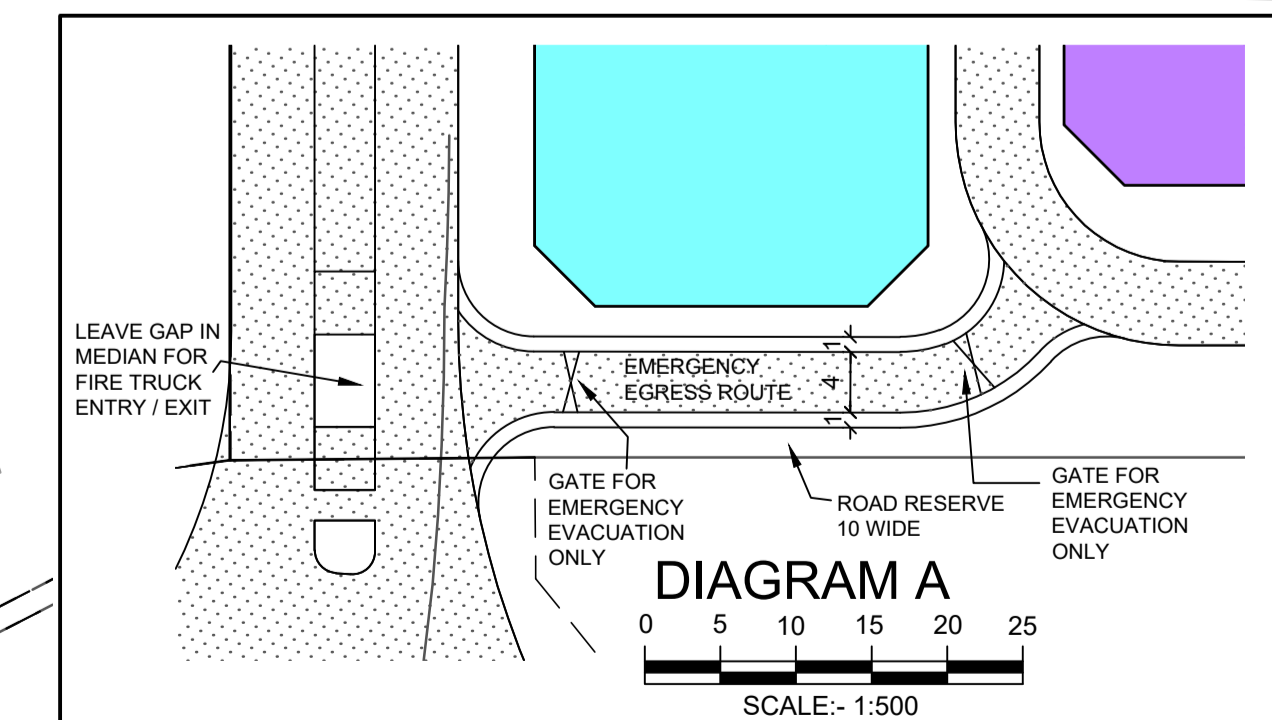 LEAVE GAP IN
MEDIAN FOR
FIRE TRUCK
ENTRY / EXIT
EMERGENCY
EGRESS ROUTE
1
4
1
GATE FOR
EMERGENCY
EVACUATION
ONLY
ROAD RESERVE
10 WIDE
GATE FOR
EMERGENCY
EVACUATION
ONLY
DIAGRAM A
0 5 10 15 20 25
SCALE:- 1:500